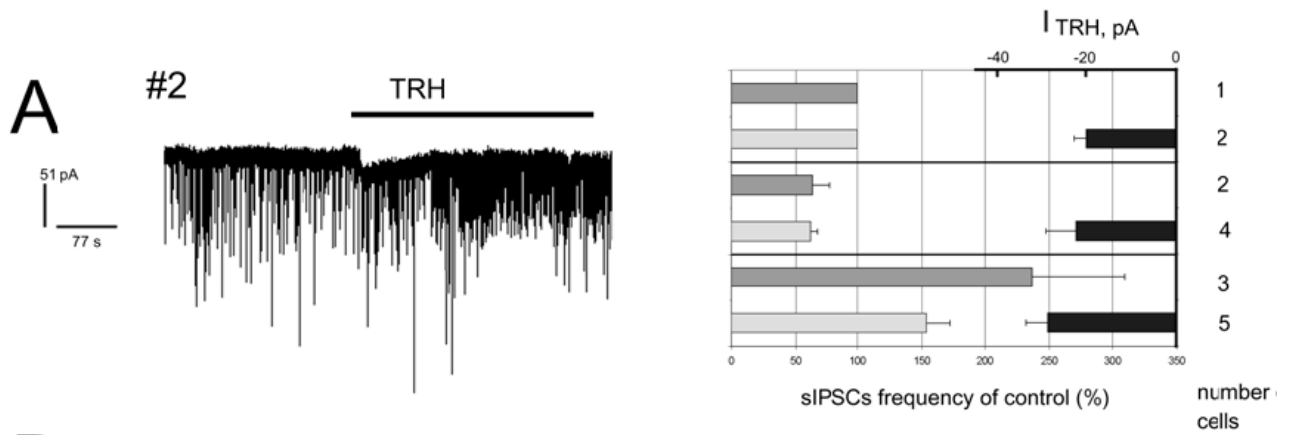 A
#2
TRH
51 pA
77 s
I TRH, pA
-40 -20 0
1
2
2
4
3
5
0 50 100 150 200 250 300 350
sIPSCs frequency of control (%)
number
cells